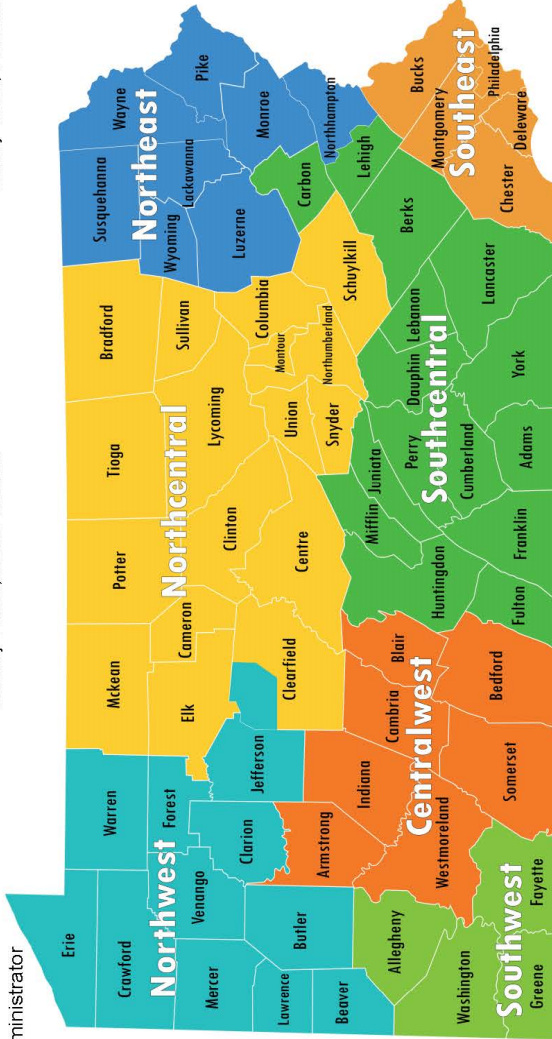 ministrator
Erie
Crawford
Warren
Mckean
Potter
Tioga
Bradford
Susquehanna
Wayne
Pike
Northwest
Forest
Elk
Cameron
Northcentral
Sullivan
Wyoming
Northeast
Lackawanna
Mercer
Venango
Clarion
Jefferson
Clearfield
Clinton
Lycoming
Columbia
Luzerne
Monroe
Lawrence
Butler
Centre
Union
Montour
Carbon
Northhampton
Beaver
Armstrong
Indiana
Snyder
Northumberland
Schuylkill
Lehigh
Allegheny
Cambria
Blair
Mifflin
Juniata
Perry
Dauphin
Lebanon
Berks
Bucks
Centralwest
Huntingdon
Southcentral
Montgomery
Westmoreland
Cumberland
Southeast
Philadelphia
Washington
Somerset
Bedford
Fulton
Franklin
Adams
York
Lancaster
Chester
Deleware
Southwest
Greene
Fayette